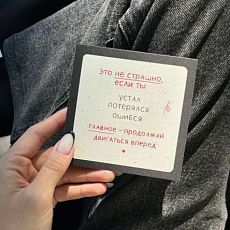 это не страшно,
если ты
устал
потерялся
ошибся
главное - продолжай
двигаться вперед